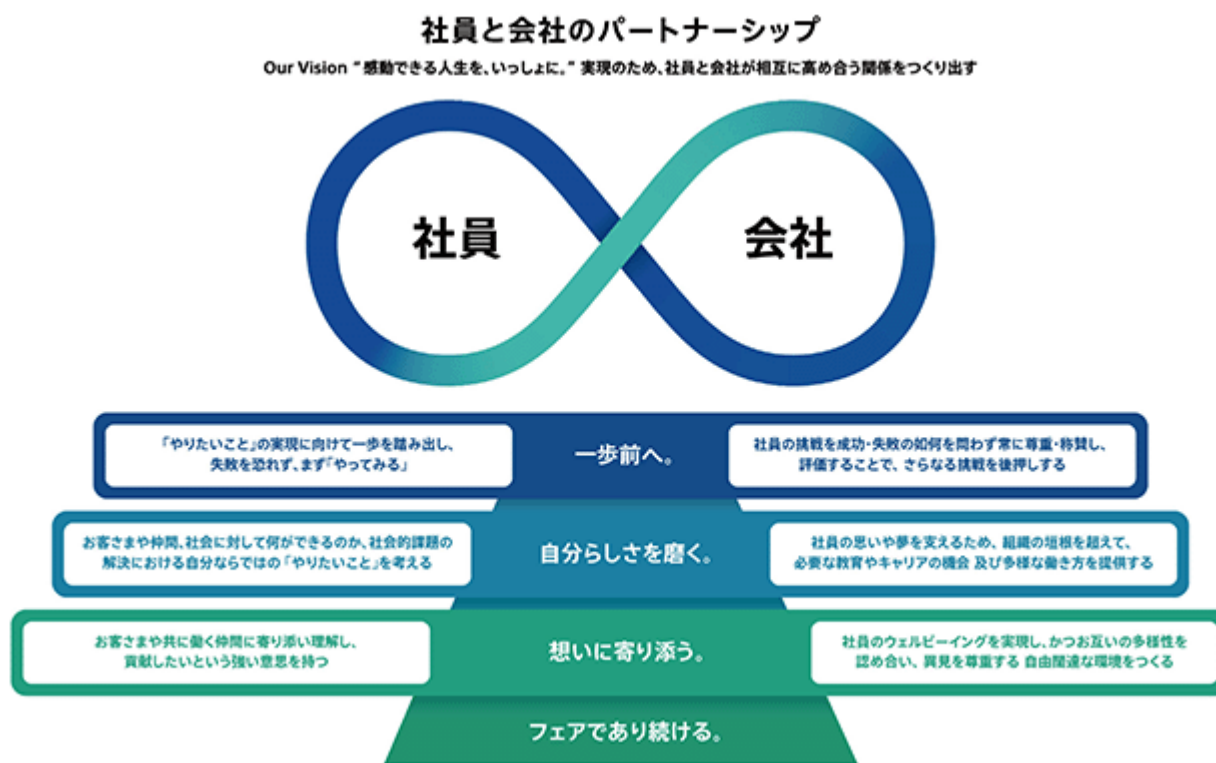 社員と会社のパートナーシップ
Our Vision “感動できる人生を、いっしょに。” 実現のため、社員と会社が相互に高め合う関係をつくり出す
社員
会社
「やりたいこと」の実現に向けて一歩を踏み出し、
失敗を恐れず、まず「やってみる」
一歩前へ。
社員の挑戦を成功・失敗の如何を問わず常に尊重・称賛し、
評価することで、さらなる挑戦を後押しする
お客さまや仲間、社会に対して何ができるのか、社会的課題の
解決における自分ならではの「やりたいこと」を考える
自分らしさを磨く。
社員の思いや夢を支えるため、組織の垣根を超えて、
必要な教育やキャリアの機会 及び多様な働き方を提供する
お客さまや共に働く仲間に寄り添い理解し、
貢献したいという強い意思を持つ
想いに寄り添う。
社員のウェルビーイングを実現し、かつお互いの多様性を
認め合い、異見を尊重する 自由闊達な環境をつくる
フェアであり続ける。